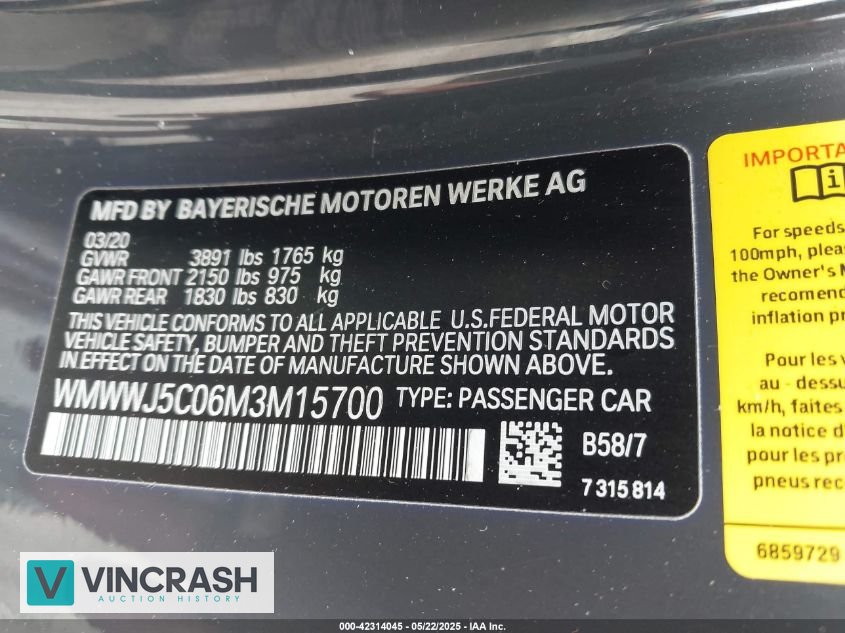 MFD BY BAYERISCHE MOTOREN WERKE AG
03/20
GVWR 3891 lbs 1765 kg
GAWR FRONT 2150 lbs 975 kg
GAWR REAR 1830 lbs 830 kg
THIS VEHICLE CONFORMS TO ALL APPLICABLE U.S.FEDERAL MOTOR
VEHICLE SAFETY, BUMPER AND THEFT PREVENTION STANDARDS
IN EFFECT ON THE DATE OF MANUFACTURE SHOWN ABOVE.
WMWWJ5C06M3M15700 TYPE: PASSENGER CAR
B58/7
7 315 814
IMPORTA
i
For speeds
100mph, pleas
the Owner's M
recomend
inflation pr
Pour les v
au - dessu
km/h, faites
la notice d
pour les pr
pneus rec
6859729
V VINCRASH
AUCTION HISTORY
000-42314045 - 05/22/2025 - IAA Inc.